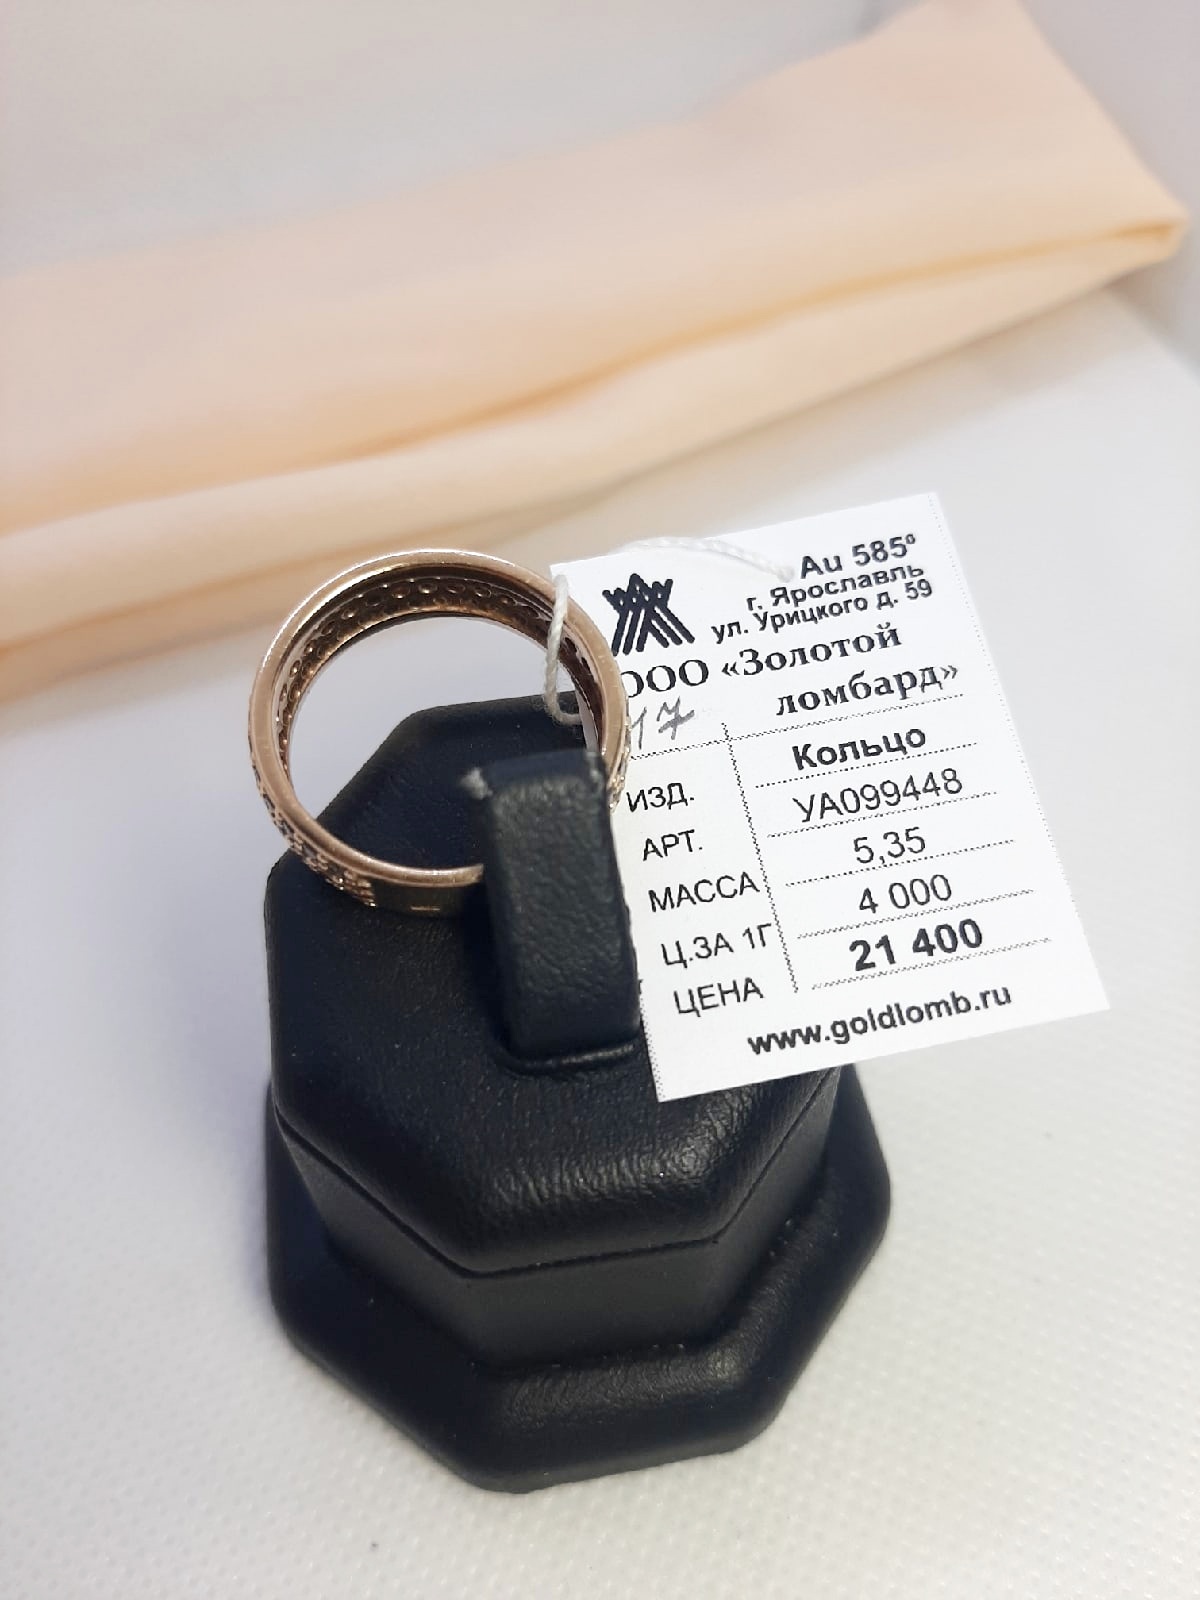 Au 585°
г. Ярославль
ул. Урицкого д. 59
ООО «Золотой
ломбард»
17
ИЗД. Кольцо
АРТ. УА099448
МАССА 5,35
Ц.ЗА 1Г 4 000
ЦЕНА 21 400
www.goldlomb.ru